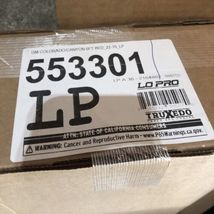 GM COLORADO/CANYON 6FT BED, 23-15, LP
553301
LP
LO PRO
TRUXEDO
ATTN: STATE OF CALIFORNIA CONSUMERS
WARNING: Cancer and Reproductive Harm - www.P65Warnings.ca.gov